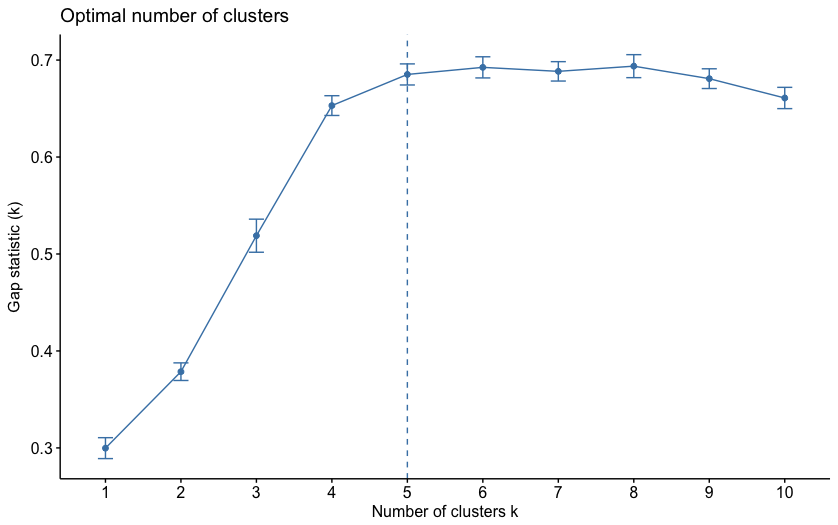 Optimal number of clusters
0.7
0.6
0.5
0.4
0.3
Gap statistic (k)
1 2 3 4 5 6 7 8 9 10
Number of clusters k